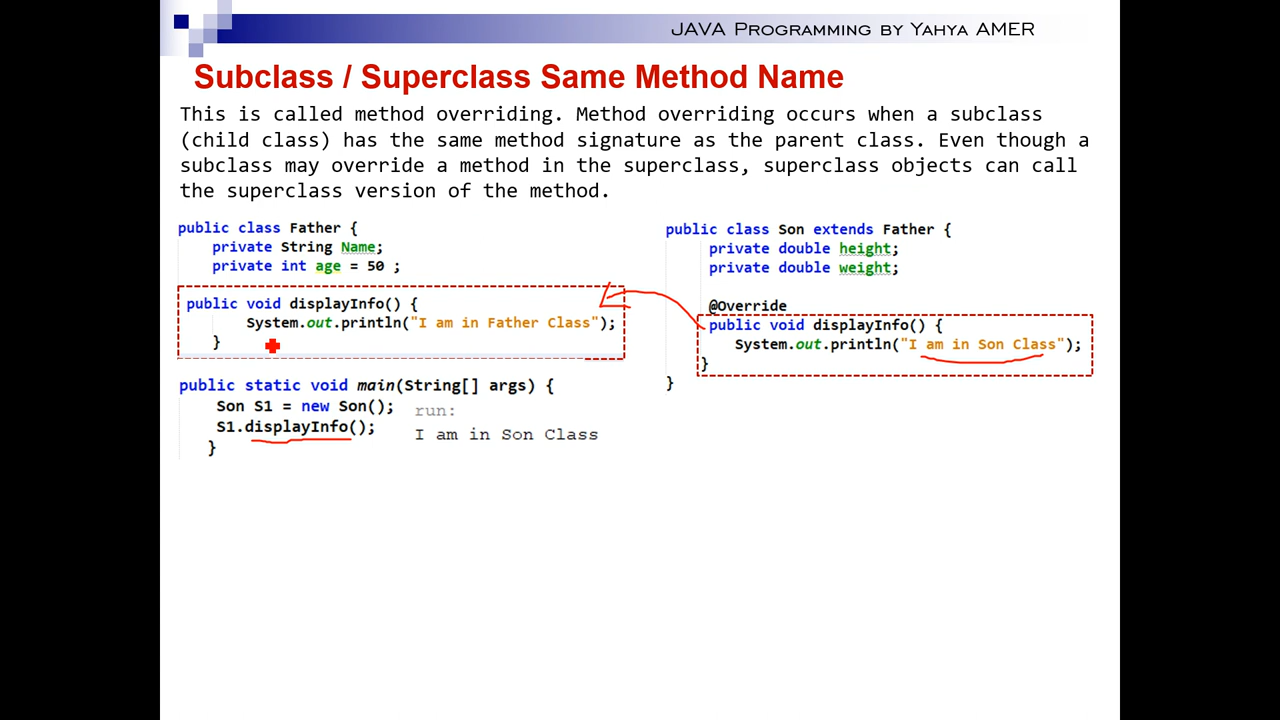 JAVA Programming by Yahya AMER
Subclass / Superclass Same Method Name
This is called method overriding. Method overriding occurs when a subclass
(child class) has the same method signature as the parent class. Even though a
subclass may override a method in the superclass, superclass objects can call
the superclass version of the method.
public class Father {
private String Name;
private int age = 50 ;
public void displayInfo() {
System.out.println("I am in Father Class");
}
public class Son extends Father {
private double height;
private double weight;
@Override
public void displayInfo() {
System.out.println("I am in Son Class");
}
}
public static void main(String[] args) {
Son S1 = new Son();
S1.displayInfo();
}
run:
I am in Son Class